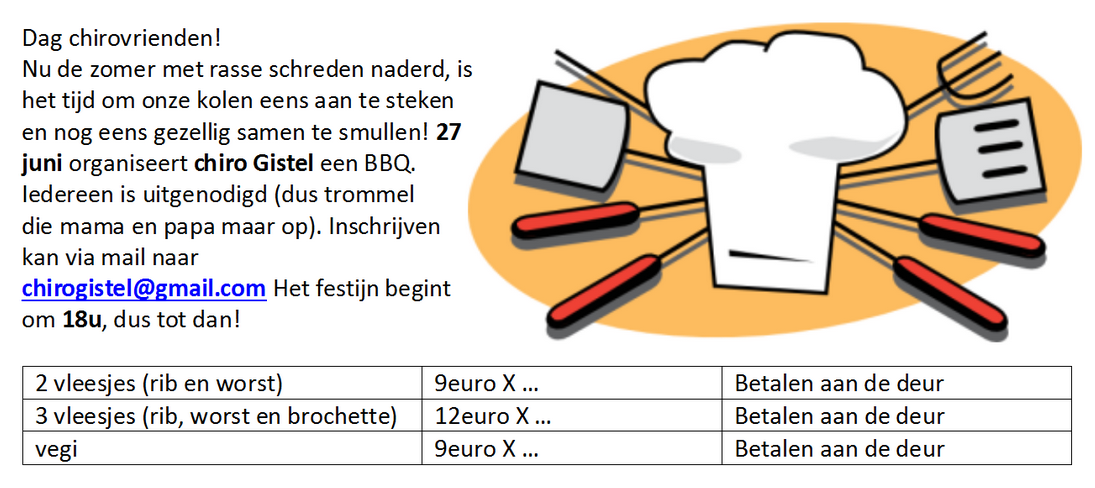 Dag chirovrienden!
Nu de zomer met rasse schreden naderd, is
het tijd om onze kolen eens aan te steken
en nog eens gezellig samen te smullen! 27
juni organiseert chiro Gistel een BBQ.
Iedereen is uitgenodigd (dus trommel
die mama en papa maar op). Inschrijven
kan via mail naar
chirogistel@gmail.com Het festijn begint
om 18u, dus tot dan!
2 vleesjes (rib en worst) 9euro X ... Betalen aan de deur
3 vleesjes (rib, worst en brochette) 12euro X ... Betalen aan de deur
vegi 9euro X ... Betalen aan de deur